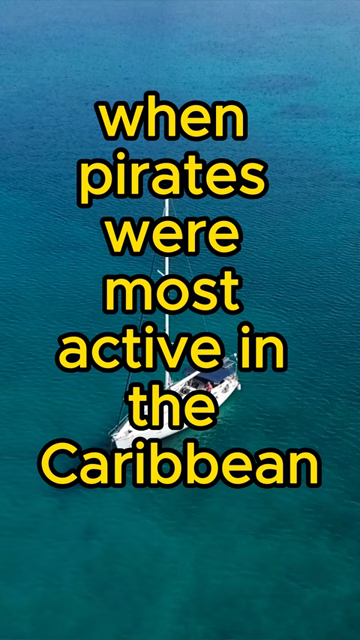 when
pirates
were
most
active in
the
Caribbean